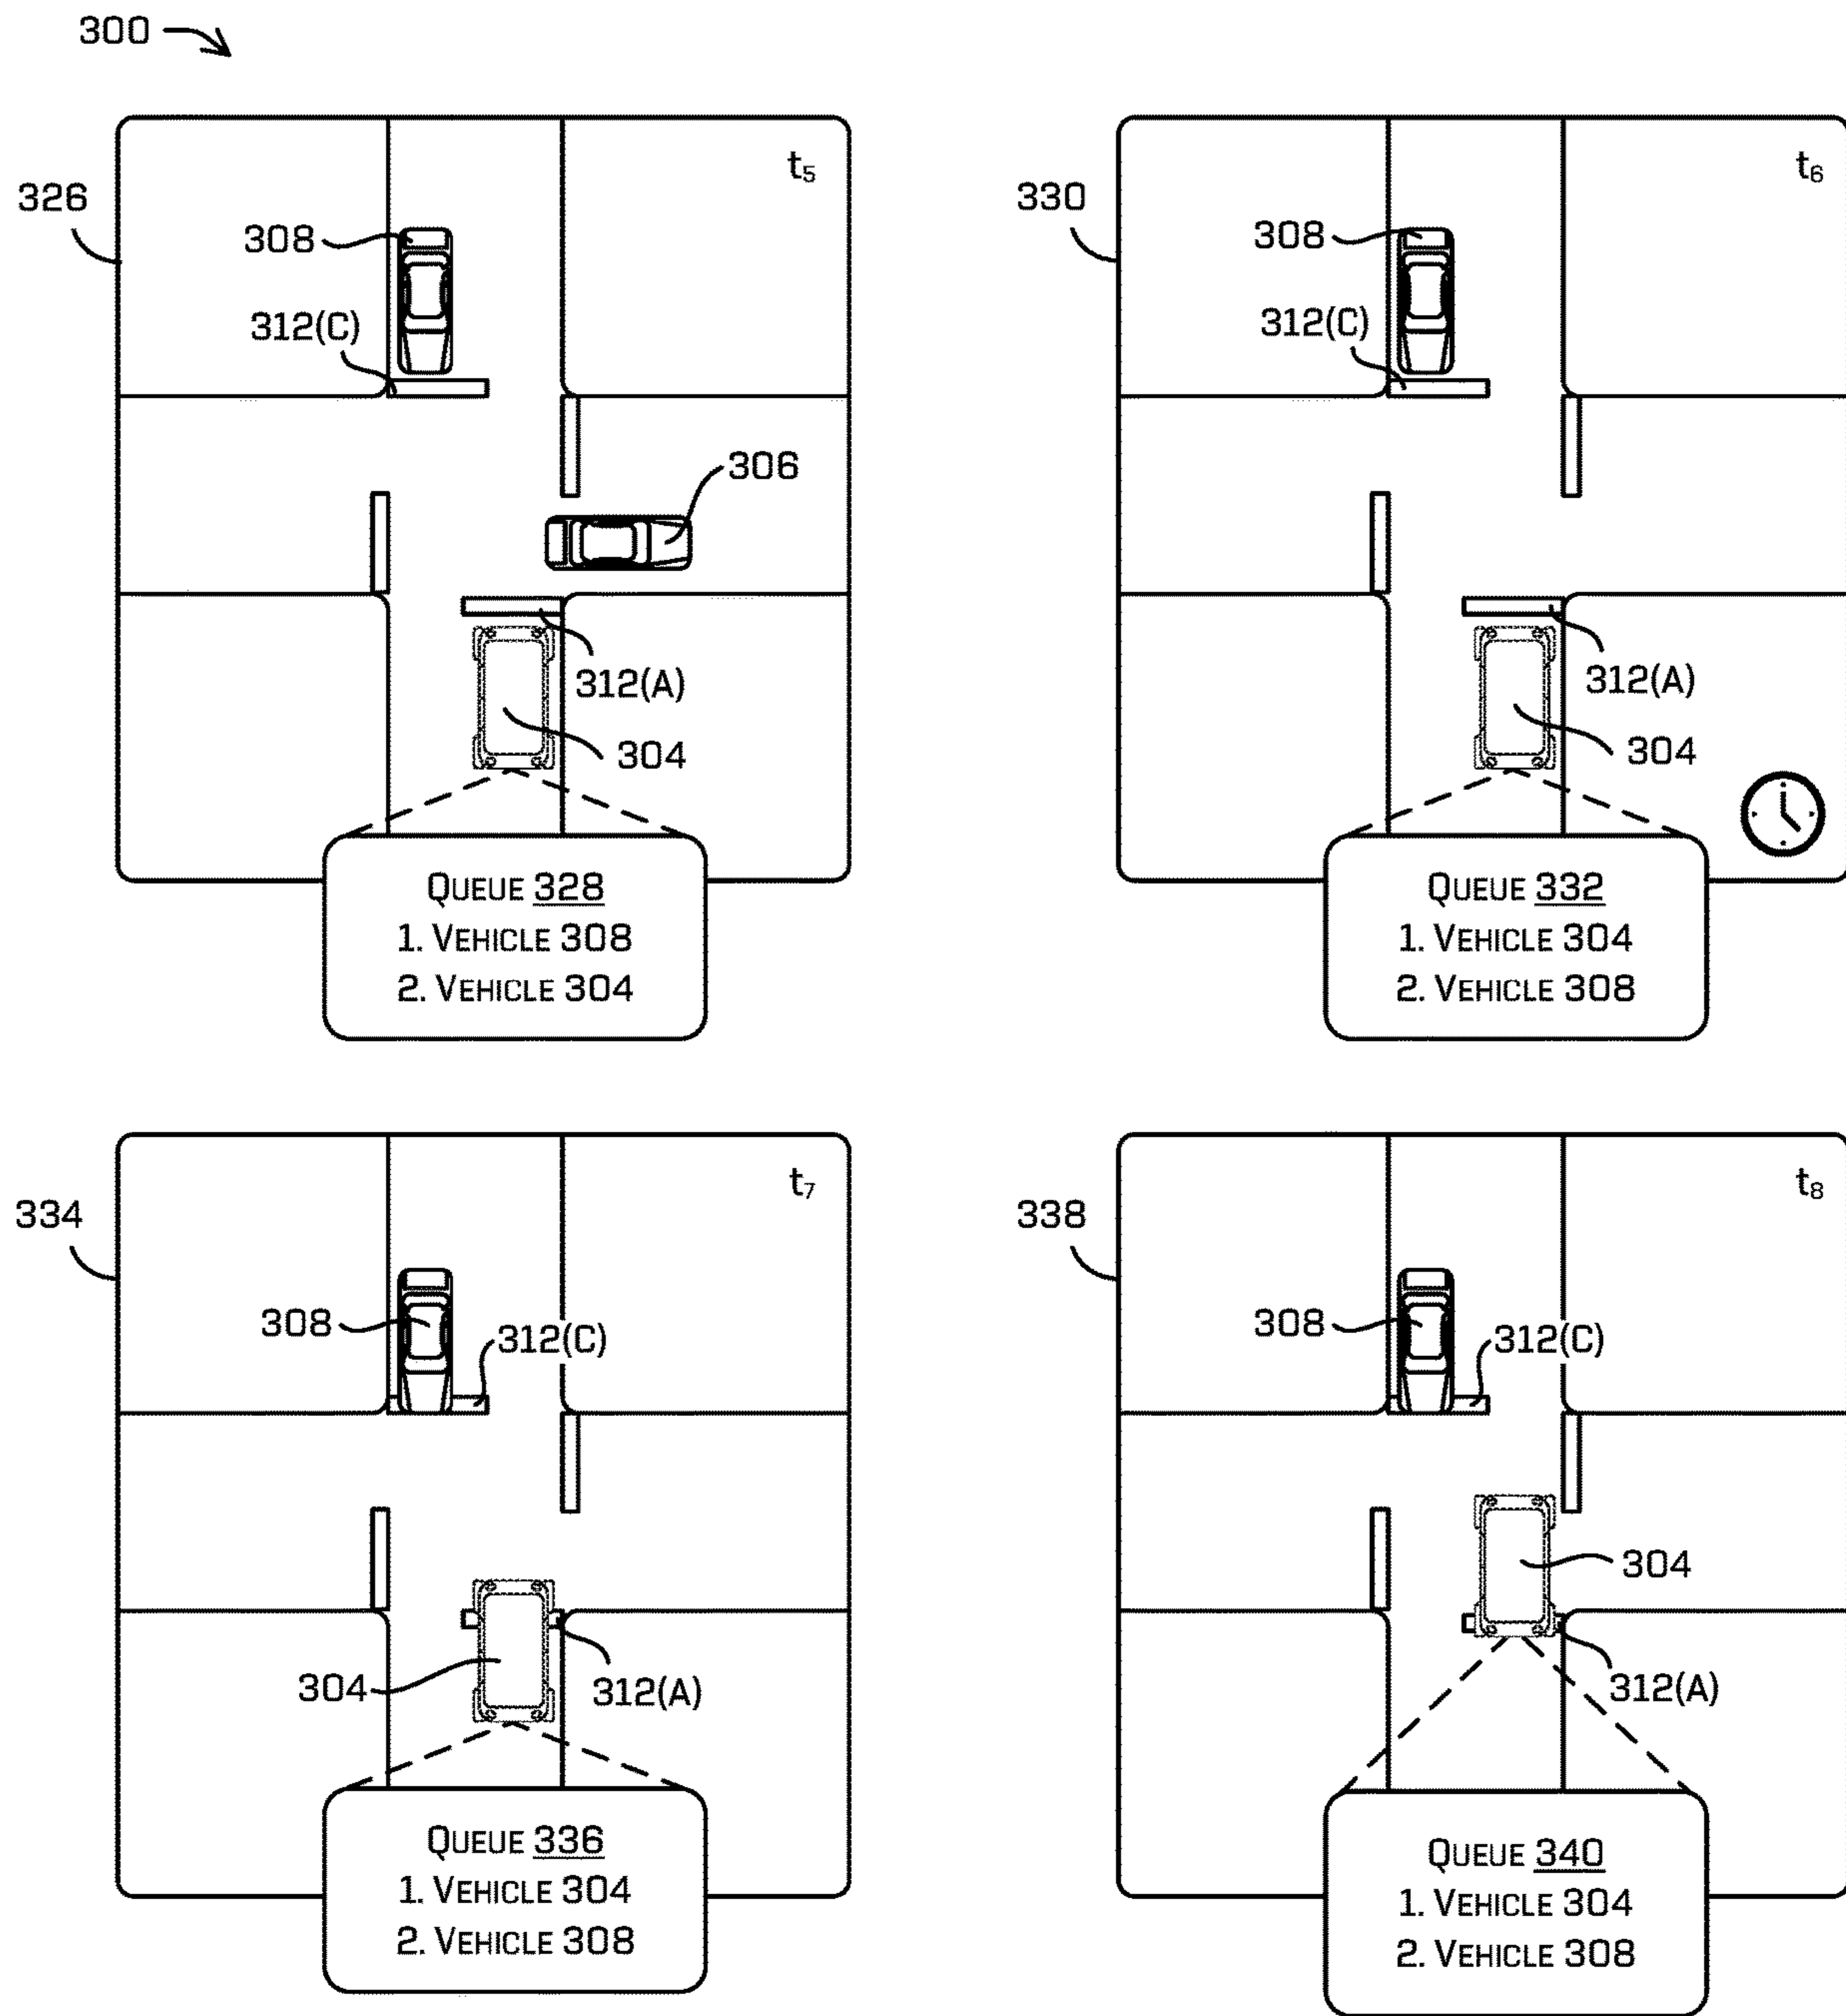 300
326
t5
308
312(C)
306
312(A)
304
QUEUE 328
1. VEHICLE 308
2. VEHICLE 304
330
t6
308
312(C)
312(A)
304
QUEUE 332
1. VEHICLE 304
2. VEHICLE 308
334
t7
308
312(C)
304
312(A)
QUEUE 336
1. VEHICLE 304
2. VEHICLE 308
338
t8
308
312(C)
304
312(A)
QUEUE 340
1. VEHICLE 304
2. VEHICLE 308